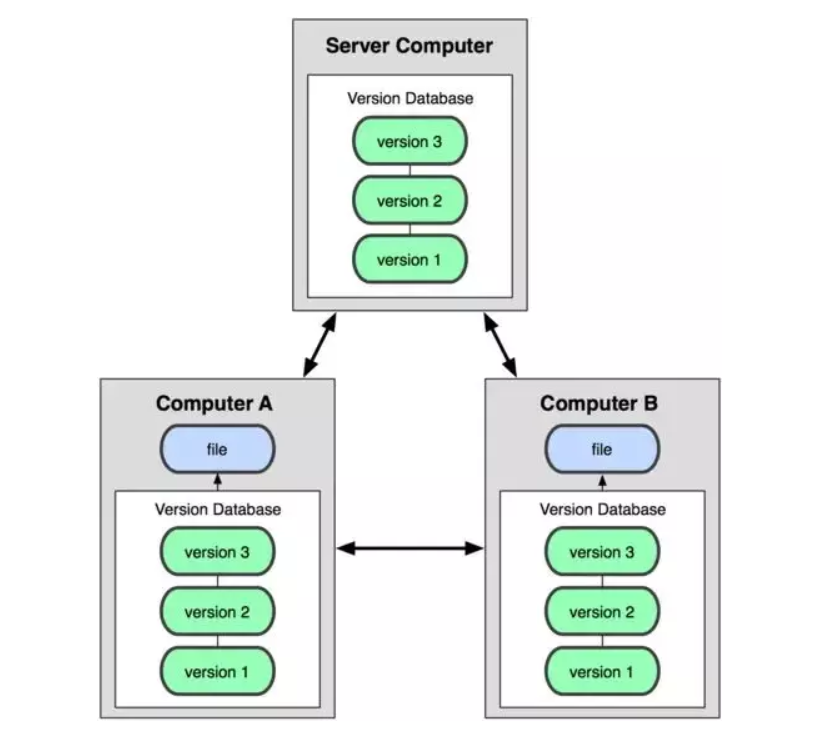 Server Computer
Version Database
version 3
version 2
version 1
Computer A
file
Version Database
version 3
version 2
version 1
Computer B
file
Version Database
version 3
version 2
version 1